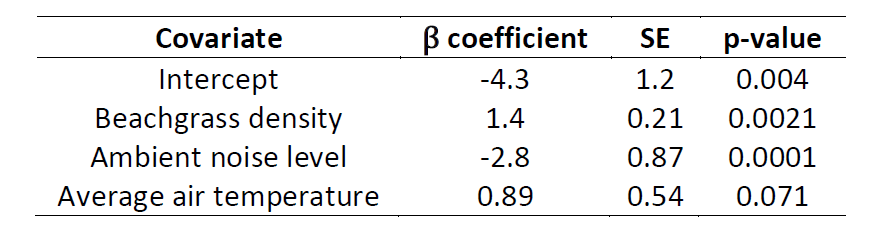 Covariate β coefficient SE p-value
Intercept -4.3 1.2 0.004
Beachgrass density 1.4 0.21 0.0021
Ambient noise level -2.8 0.87 0.0001
Average air temperature 0.89 0.54 0.071